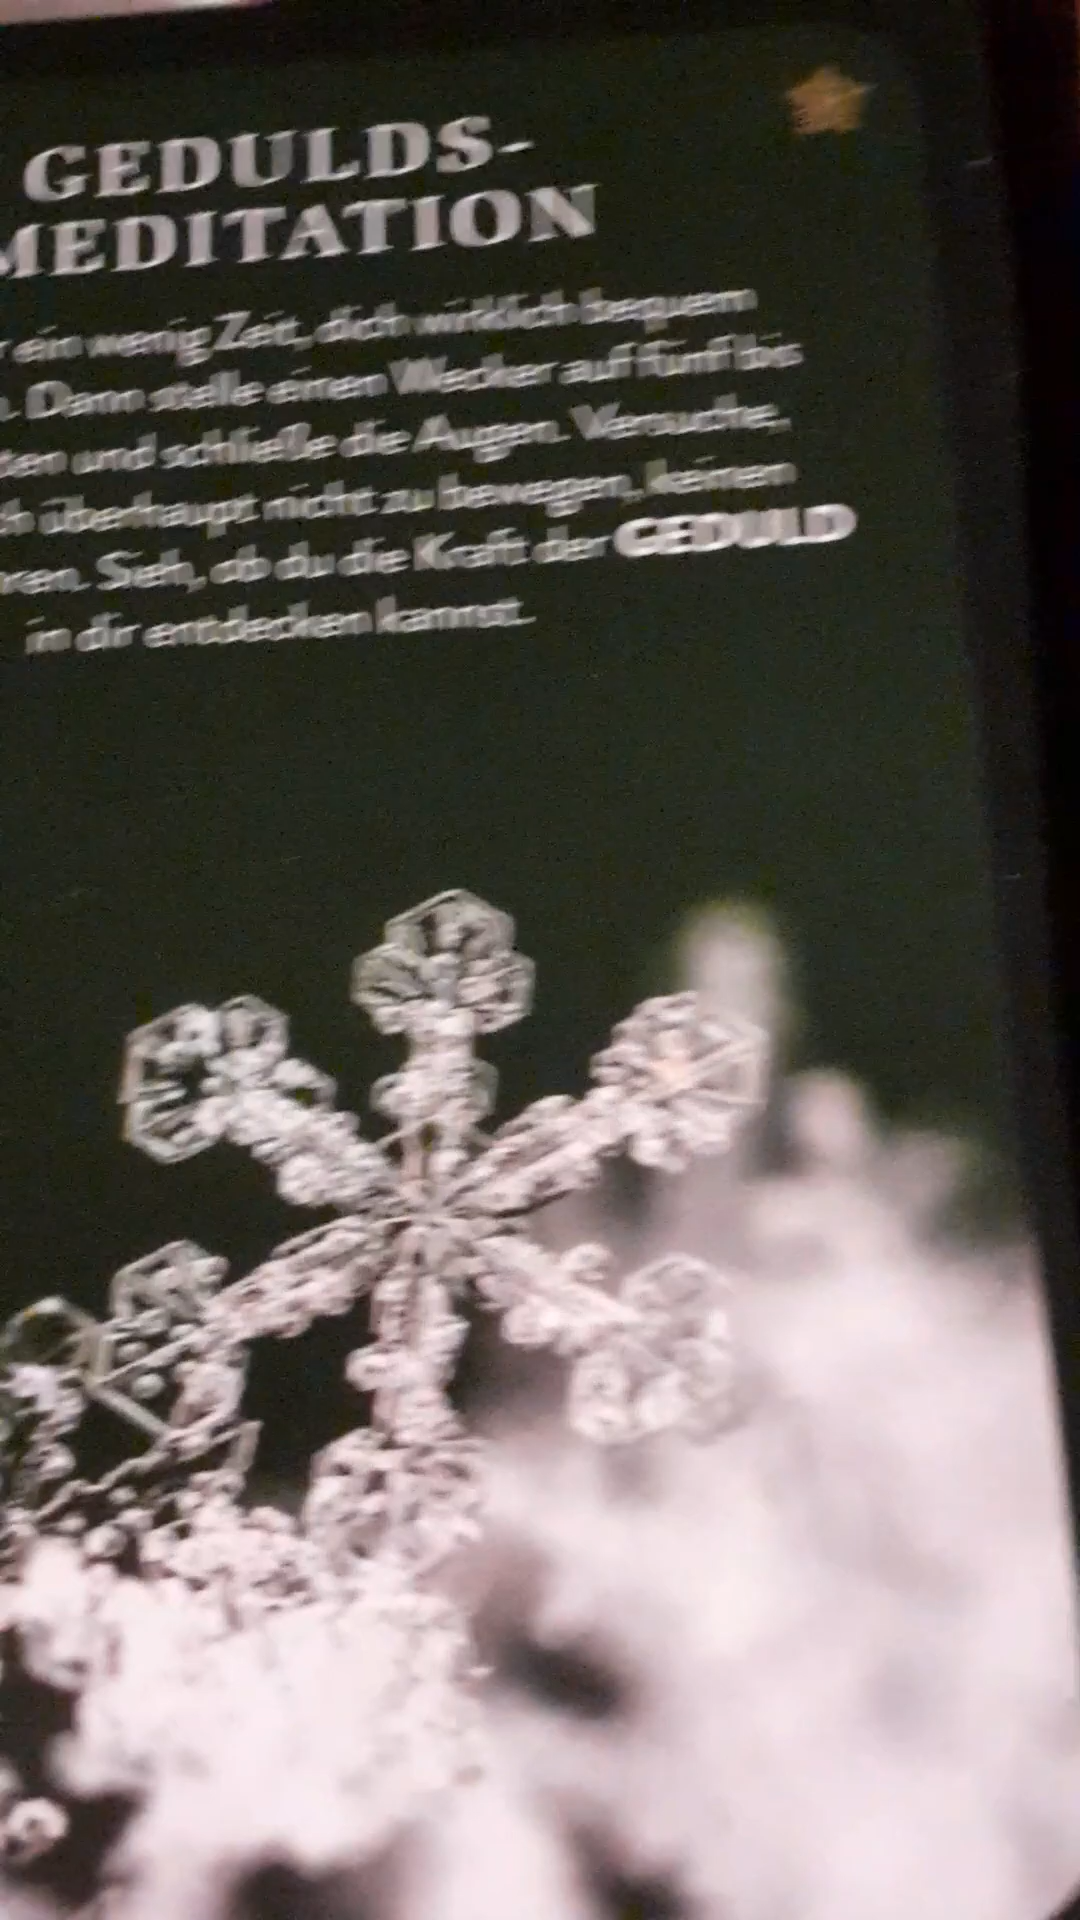 GEDULDS-
MEDITATION
ein wenig Zeit, dich wirklich bequem
Dann stelle einen Wecker auf fünf bis
und schließe die Augen. Versuche,
überhaupt nicht zu bewegen, keinen
Sieh, ob du die Kraft der GEDULD
in dir entdecken kannst.